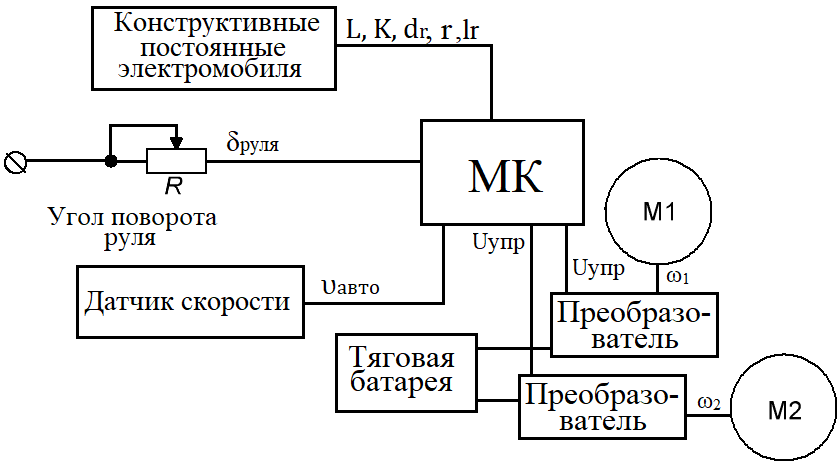 Конструктивные
постоянные
электромобиля
L, K, dr, r ,lr
δруля
R
Угол поворота
руля
МК
M1
Uупр
Uупр
ω1
Датчик скорости
υавто
Преобразо-
ватель
Тяговая
батарея
Преобразо-
ватель
ω2
M2